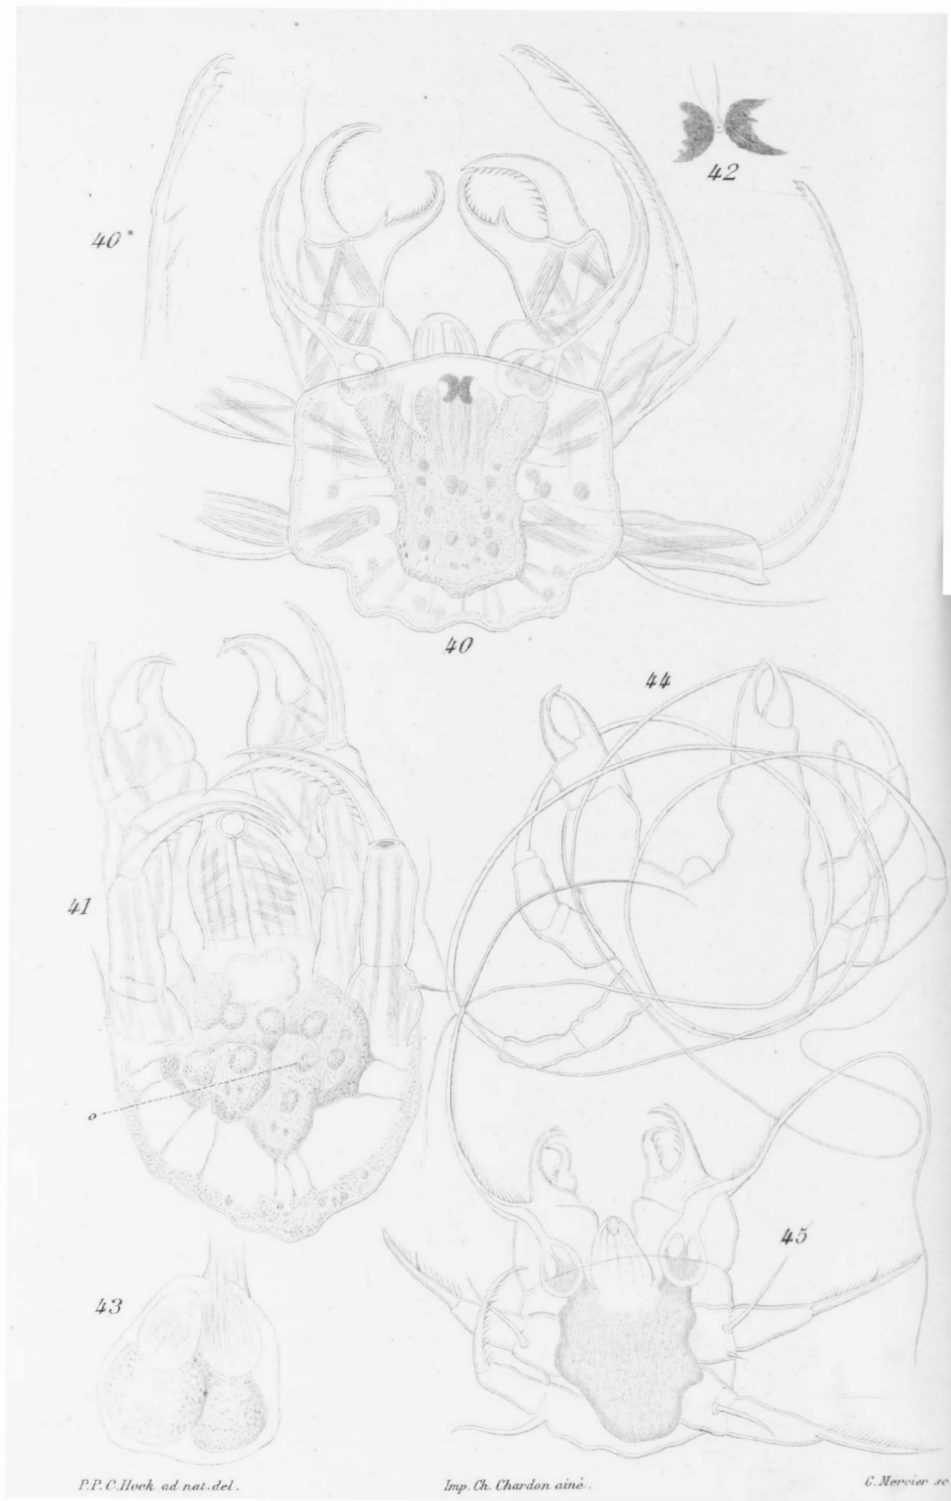 42
40*
40
44
41
o
45
43
P.P.C. Hoek ad nat. del.
Imp. Ch. Chardon ainé.
C. Mercier sc